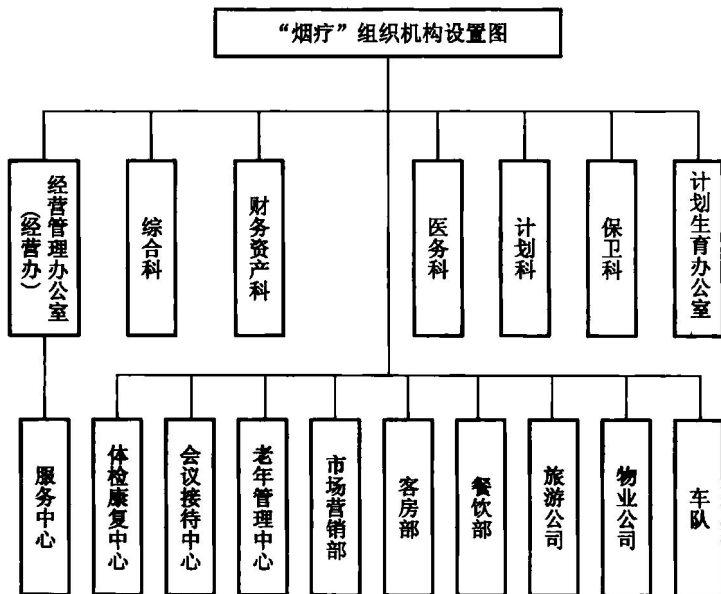 “烟疗”组织机构设置图
经营管理办公室
(经营办)
综合科
财务资产科
医务科
计划科
保卫科
计划生育办公室
服务中心
体检康复中心
会议接待中心
老年管理中心
市场营销部
客房部
餐饮部
旅游公司
物业公司
车队